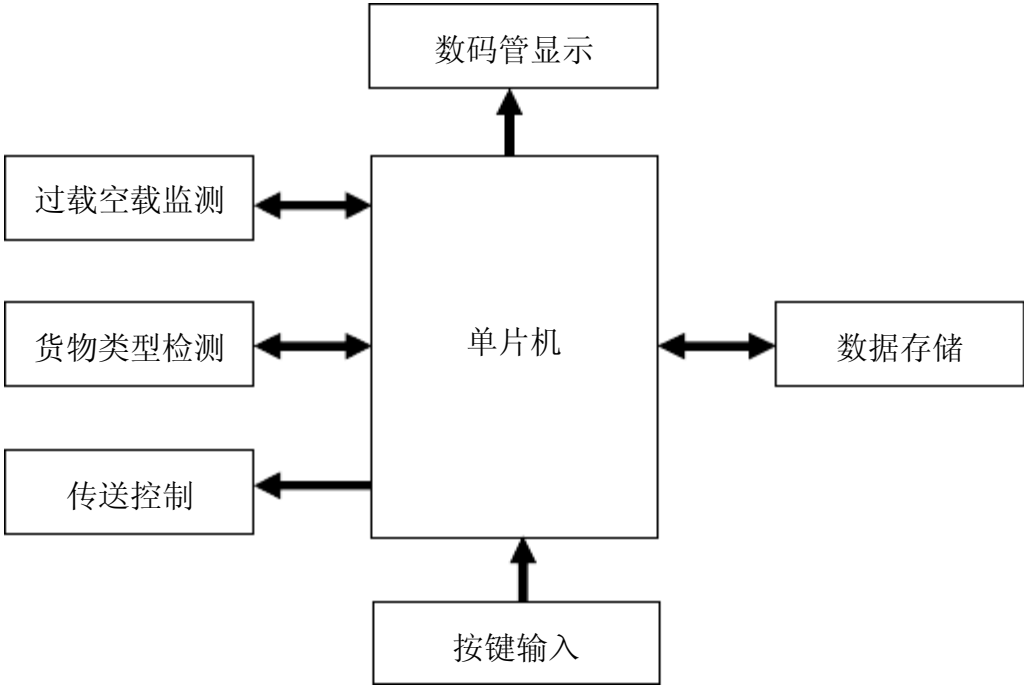 数码管显示
过载空载监测
货物类型检测
单片机
数据存储
传送控制
按键输入